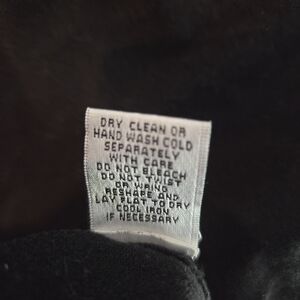 DRY CLEAN OR
HAND WASH COLD
SEPARATELY
WITH CARE
DO NOT BLEACH
DO NOT TWIST
OR WRING
RESHAPE AND
LAY FLAT TO DRY
COOL IRON
IF NECESSARY